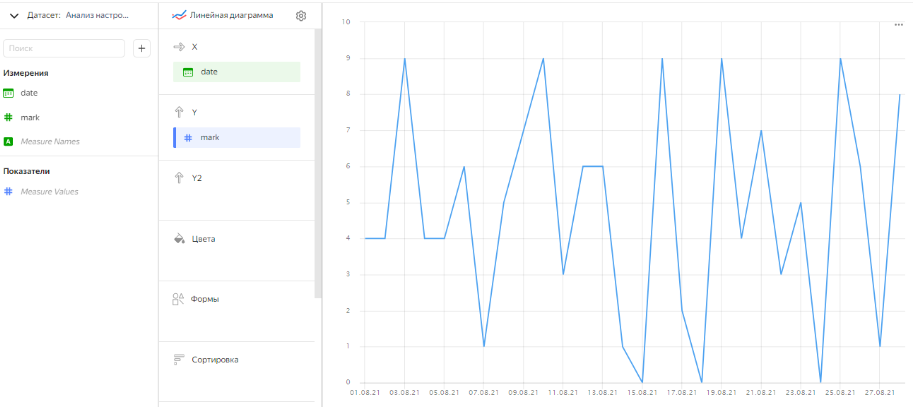 Датасет: Анализ настро...
Поиск
+
Измерения
date
mark
Measure Names
Показатели
Measure Values
Линейная диаграмма
X
date
Y
mark
Y2
Цвета
Формы
Сортировка
10
9
8
7
6
5
4
3
2
1
0
01.08.21 03.08.21 05.08.21 07.08.21 09.08.21 11.08.21 13.08.21 15.08.21 17.08.21 19.08.21 21.08.21 23.08.21 25.08.21 27.08.21